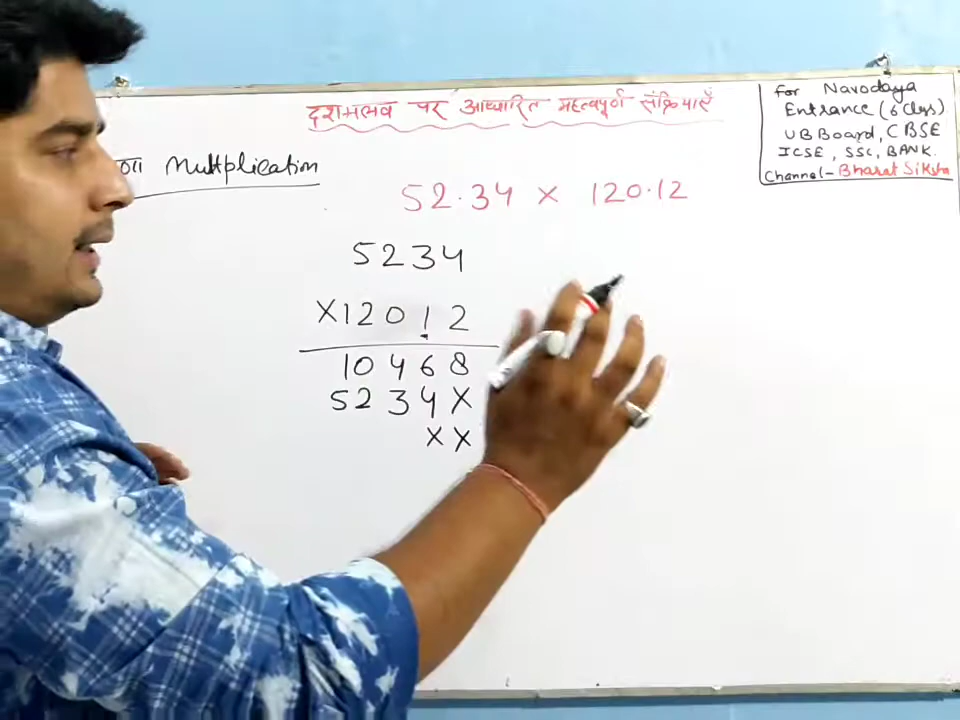 दशमलव पर आधारित महत्वपूर्ण संक्रियाएँ
For Navodaya
Entrance (6 Class)
UB Board, CBSE
ICSE, SSC, BANK.
Channel - Bharat Siksha
Multiplication
52.34 × 120.12
5234
×12012
10468
5234×
××